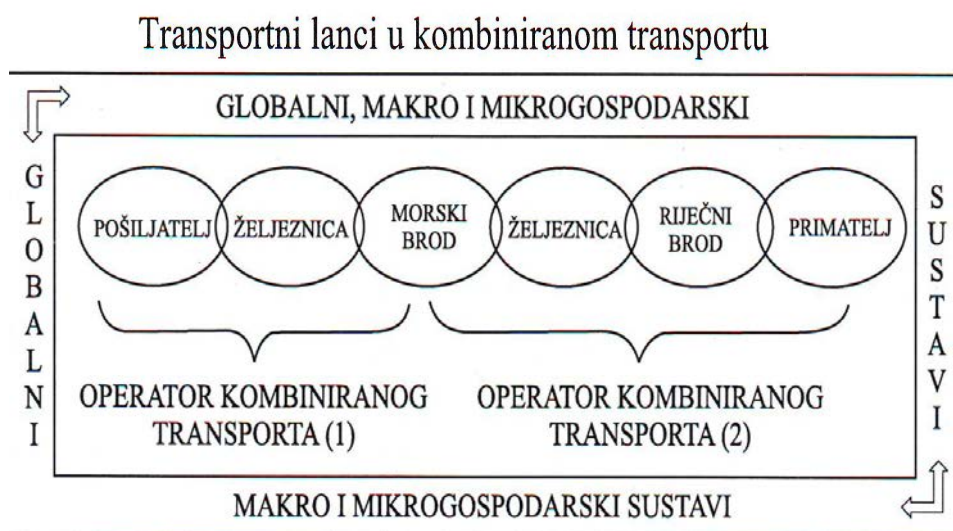 Transportni lanci u kombiniranom transportu
GLOBALNI, MAKRO I MIKROGOSPODARSKI
GLOBALNI
POŠILJATELJ
ŽELJEZNICA
MORSKI
BROD
ŽELJEZNICA
RIJEČNI
BROD
PRIMATELJ
SUSTAVI
OPERATOR KOMBINIRANOG
TRANSPORTA (1)
OPERATOR KOMBINIRANOG
TRANSPORTA (2)
MAKRO I MIKROGOSPODARSKI SUSTAVI